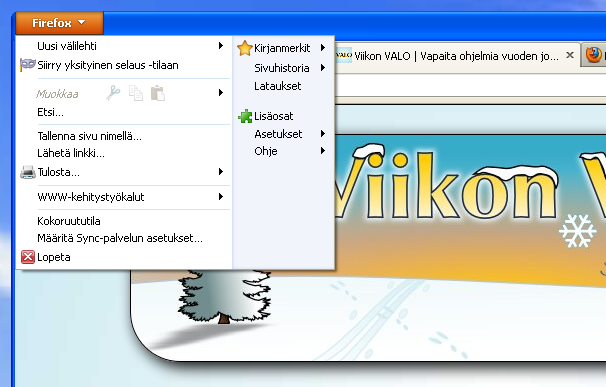 Firefox
Uusi välilehti
Siirry yksityinen selaus -tilaan
Muokkaa
Etsi...
Tallenna sivu nimellä...
Lähetä linkki...
Tulosta...
WWW-kehitystyökalut
Kokoruututila
Määritä Sync-palvelun asetukset...
Lopeta
Kirjanmerkit
Sivuhistoria
Lataukset
Lisäosat
Asetukset
Ohje
VALO Viikon VALO | Vapaita ohjelmia vuoden jo...
Viikon V